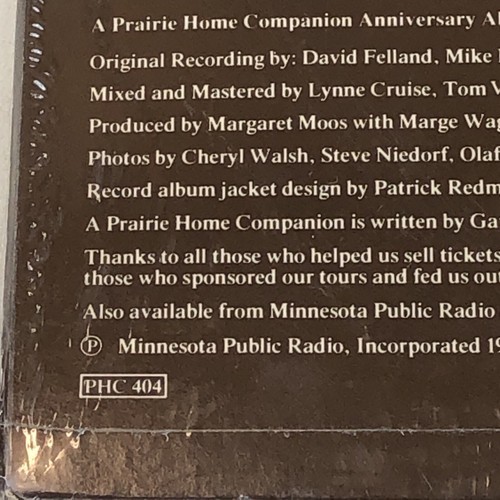 A Prairie Home Companion Anniversary A
Original Recording by: David Felland, Mike
Mixed and Mastered by Lynne Cruise, Tom
Produced by Margaret Moos with Marge Wag
Photos by Cheryl Walsh, Steve Niedorf, Olaf
Record album jacket design by Patrick Redm
A Prairie Home Companion is written by Ga
Thanks to all those who helped us sell tickets
those who sponsored our tours and fed us ou
Also available from Minnesota Public Radio
Ⓟ Minnesota Public Radio, Incorporated 19
PHC 404